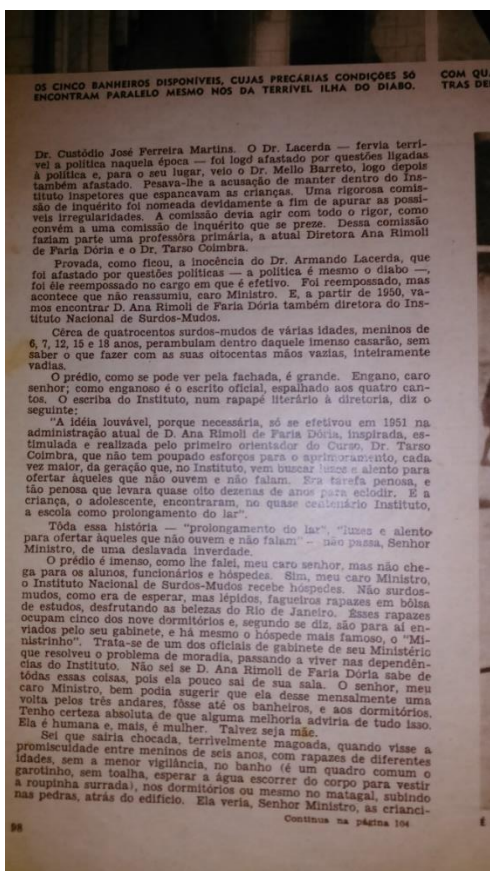 OS CINCO BANHEIROS DISPONÍVEIS, CUJAS PRECÁRIAS CONDIÇÕES SÓ
ENCONTRAM PARALELO MESMO NOS DA TERRÍVEL ILHA DO DIABO.
COM QU
TRAS DE
Dr. Custódio José Ferreira Martins. O Dr. Lacerda — fervia terri-
vel a política naquela época — foi logo afastado por questões ligadas
à política e, para o seu lugar, veio o Dr. Mello Barreto, logo depois
também afastado. Pesava-lhe a acusação de manter dentro do Ins-
tituto inspetores que espancavam as crianças. Uma rigorosa comis-
são de inquérito foi nomeada devidamente a fim de apurar as possí-
veis irregularidades. A comissão devia agir com todo o rigor, como
convém a uma comissão de inquérito que se preze. Dessa comissão
faziam parte uma professôra primária, a atual Diretora Ana Rimoli
de Faria Dória e o Dr. Tarso Coimbra.
Provada, como ficou, a inocência do Dr. Armando Lacerda, que
foi afastado por questões políticas — a política é mesmo o diabo —,
foi êle reempossado no cargo em que é efetivo. Foi reempossado, mas
acontece que não reassumiu, caro Ministro. E, a partir de 1950, va-
mos encontrar D. Ana Rimoli de Faria Dória também diretora do Ins-
tituto Nacional de Surdos-Mudos.
Cêrca de quatrocentos surdos-mudos de várias idades, meninos de
6, 7, 12, 15 e 18 anos, perambulam dentro daquele imenso casarão, sem
saber o que fazer com as suas oitocentas mãos vazias, inteiramente
vadias.
O prédio, como se pode ver pela fachada, é grande. Engano, caro
senhor; como enganoso é o escrito oficial, espalhado aos quatro can-
tos. O escriba do Instituto, num rapapé literário à diretoria, diz o
seguinte:
"A idéia louvável, porque necessária, só se efetivou em 1951 na
administração atual de D. Ana Rimoli de Faria Dória, inspirada, es-
timulada e realizada pelo primeiro orientador do Curso, Dr. Tarso
Coimbra, que não tem poupado esforços para o aprimoramento, cada
vez maior, da geração que, no Instituto, vem buscar luzes e alento para
ofertar àqueles que não ouvem e não falam. Era tarefa penosa, e
tão penosa que levara quase oito dezenas de anos para eclodir. E a
criança, o adolescente, encontraram, no quase centenário Instituto,
a escola como prolongamento do lar".
Tôda essa história — "prolongamento do lar", "luzes e alento
para ofertar àqueles que não ouvem e não falam" — não passa, Senhor
Ministro, de uma deslavada inverdade.
O prédio é imenso, como lhe falei, meu caro senhor, mas não che-
ga para os alunos, funcionários e hóspedes. Sim, meu caro Ministro,
o Instituto Nacional de Surdos-Mudos recebe hóspedes. Não surdos-
mudos, como era de esperar, mas lépidos, fagueiros rapazes em bôlsa
de estudos, desfrutando as belezas do Rio de Janeiro. Êsses rapazes
ocupam cinco dos nove dormitórios e, segundo se diz, são para aí en-
viados pelo seu gabinete, e há mesmo o hóspede mais famoso, o "Mi-
nistrinho". Trata-se de um dos oficiais de gabinete de seu Ministério
que resolveu o problema de moradia, passando a viver nas dependên-
cias do Instituto. Não sei se D. Ana Rimoli de Faria Dória sabe de
tôdas essas coisas, pois ela pouco sai de sua sala. O senhor, meu
caro Ministro, bem podia sugerir que ela desse mensalmente uma
volta pelos três andares, fôsse até os banheiros, e aos dormitórios.
Tenho certeza absoluta de que alguma melhoria adviria de tudo isso.
Ela é humana e, mais, é mulher. Talvez seja mãe.
Sei que sairia chocada, terrivelmente magoada, quando visse a
promiscuidade entre meninos de seis anos, com rapazes de diferentes
idades, sem a menor vigilância, no banho (é um quadro comum o
garotinho, sem toalha, esperar a água escorrer do corpo para vestir
a roupinha surrada), nos dormitórios ou mesmo no matagal, subindo
nas pedras, atrás do edifício. Ela veria, Senhor Ministro, as crianci-
Continua na página 104
98
É